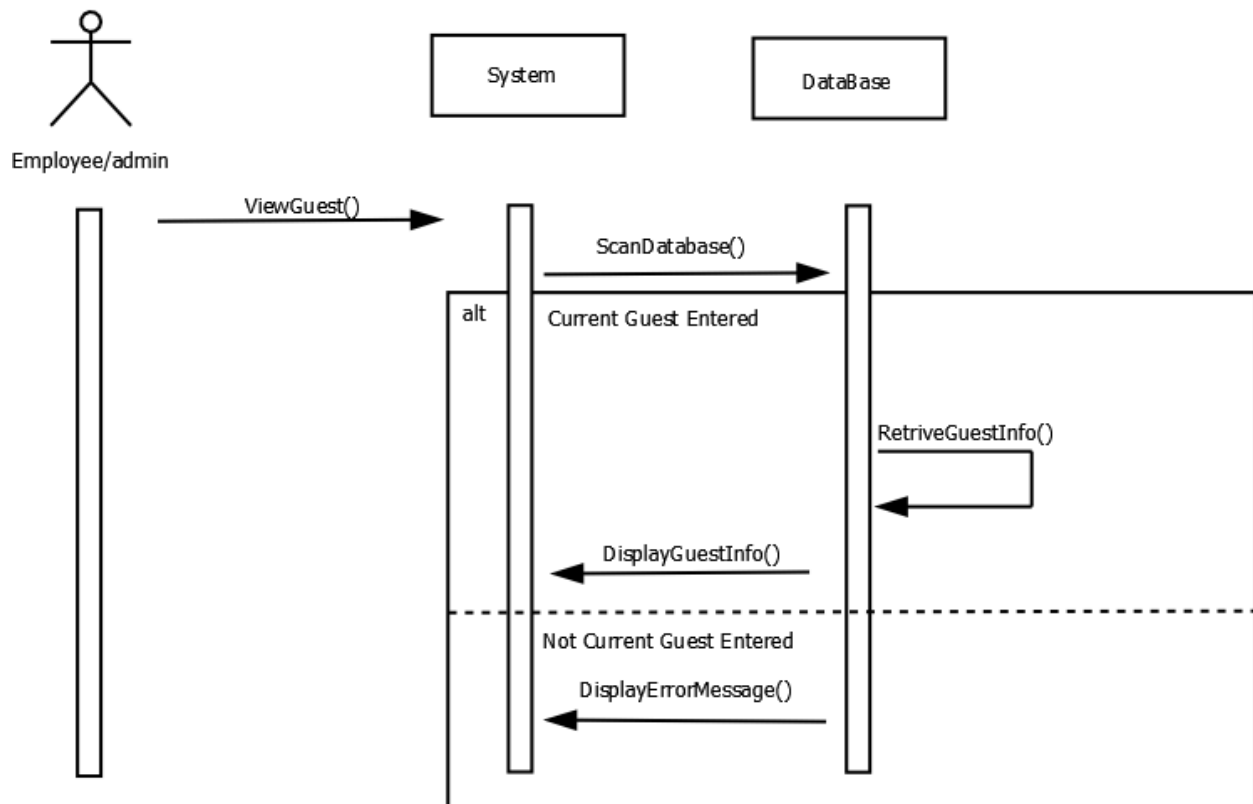 System
DataBase
Employee/admin
ViewGuest()
ScanDatabase()
alt
Current Guest Entered
RetriveGuestInfo()
DisplayGuestInfo()
Not Current Guest Entered
DisplayErrorMessage()